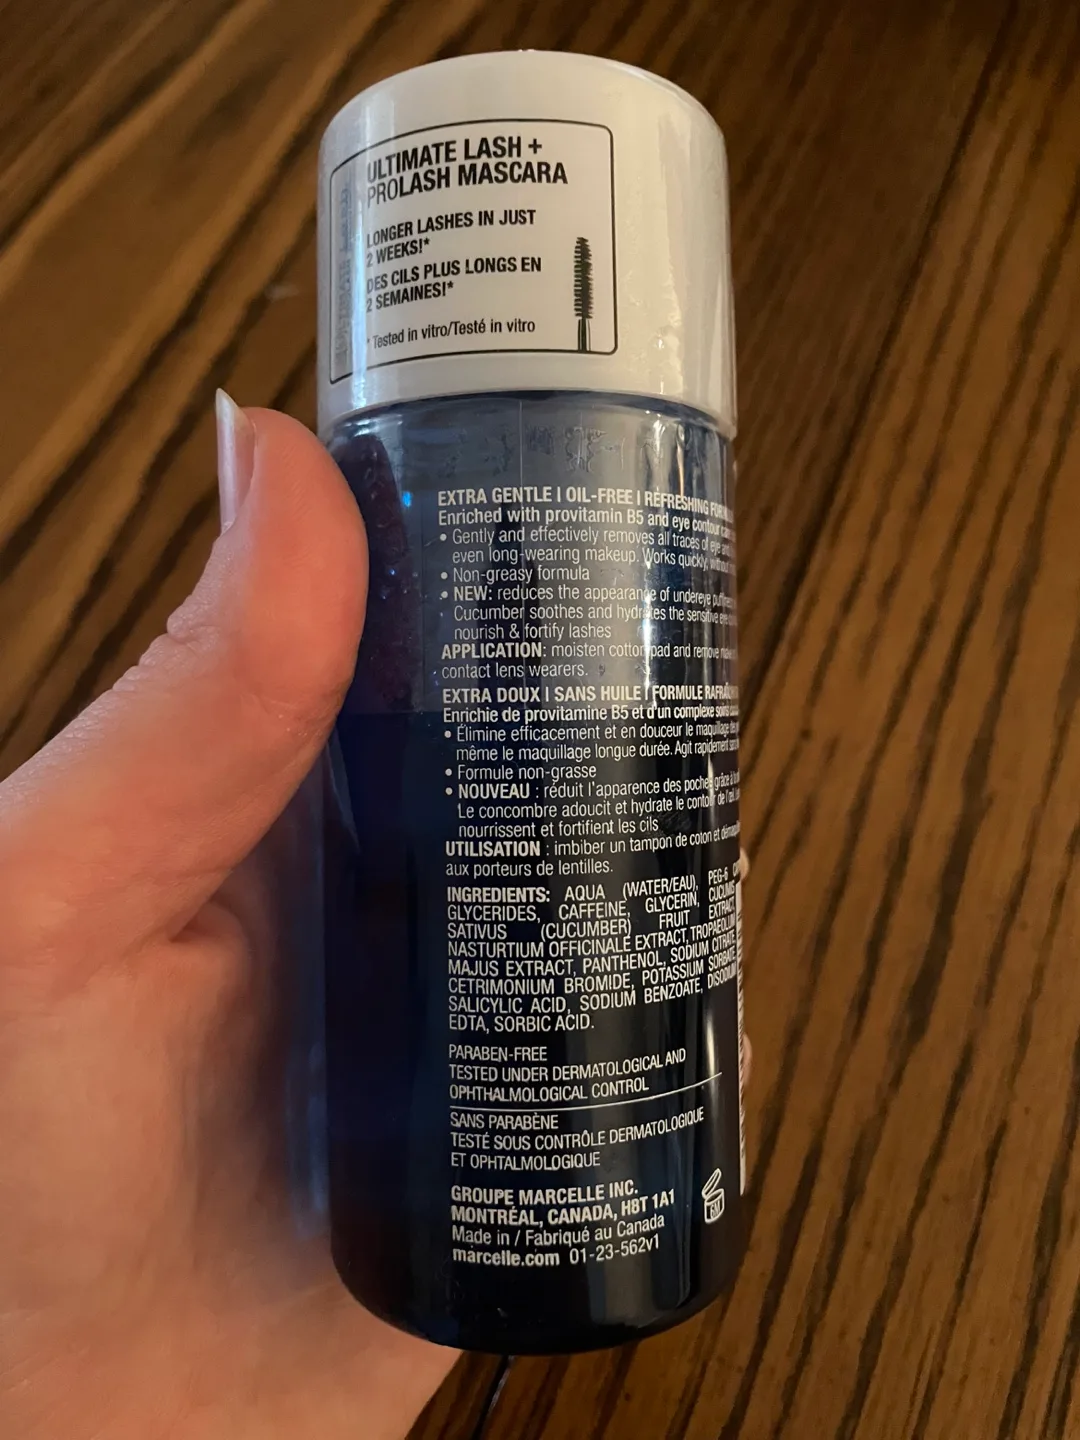 ULTIMATE LASH +
PROLASH MASCARA
LONGER LASHES IN JUST
2 WEEKS!*
DES CILS PLUS LONGS EN
2 SEMAINES!*
* Tested in vitro/Testé in vitro
EXTRA GENTLE | OIL-FREE | REFRESHING
Enriched with provitamin B5 and eye contour
• Gently and effectively removes all traces of eye
even long-wearing makeup. Works quickly, without
• Non-greasy formula
• NEW: reduces the appearance of undereye
Cucumber soothes and hydrates the sensitive eye
nourish & fortify lashes
APPLICATION: moisten cotton pad and remove
contact lens wearers.
EXTRA DOUX | SANS HUILE | FORMULE
Enrichie de provitamine B5 et d'un complexe
• Élimine efficacement et en douceur le maquillage
même le maquillage longue durée. Agit rapidement
• Formule non-grasse
• NOUVEAU : réduit l'apparence des poches grâce à
Le concombre adoucit et hydrate le contour de l'œil.
nourrissent et fortifient les cils
UTILISATION : imbiber un tampon de coton et
aux porteurs de lentilles.
INGREDIENTS: AQUA (WATER/EAU), PEG-6
GLYCERIDES, CAFFEINE, GLYCERIN, CUCUMIS
SATIVUS (CUCUMBER) FRUIT EXTRACT,
NASTURTIUM OFFICINALE EXTRACT, TROPAEOLUM
MAJUS EXTRACT, PANTHENOL, SODIUM CITRATE,
CETRIMONIUM BROMIDE, POTASSIUM SORBATE,
SALICYLIC ACID, SODIUM BENZOATE, DISODIUM
EDTA, SORBIC ACID.
PARABEN-FREE
TESTED UNDER DERMATOLOGICAL AND
OPHTHALMOLOGICAL CONTROL
SANS PARABÈNE
TESTÉ SOUS CONTRÔLE DERMATOLOGIQUE
ET OPHTALMOLOGIQUE
GROUPE MARCELLE INC.
MONTRÉAL, CANADA, H8T 1A1
Made in / Fabriqué au Canada
marcelle.com 01-23-562v1
6M